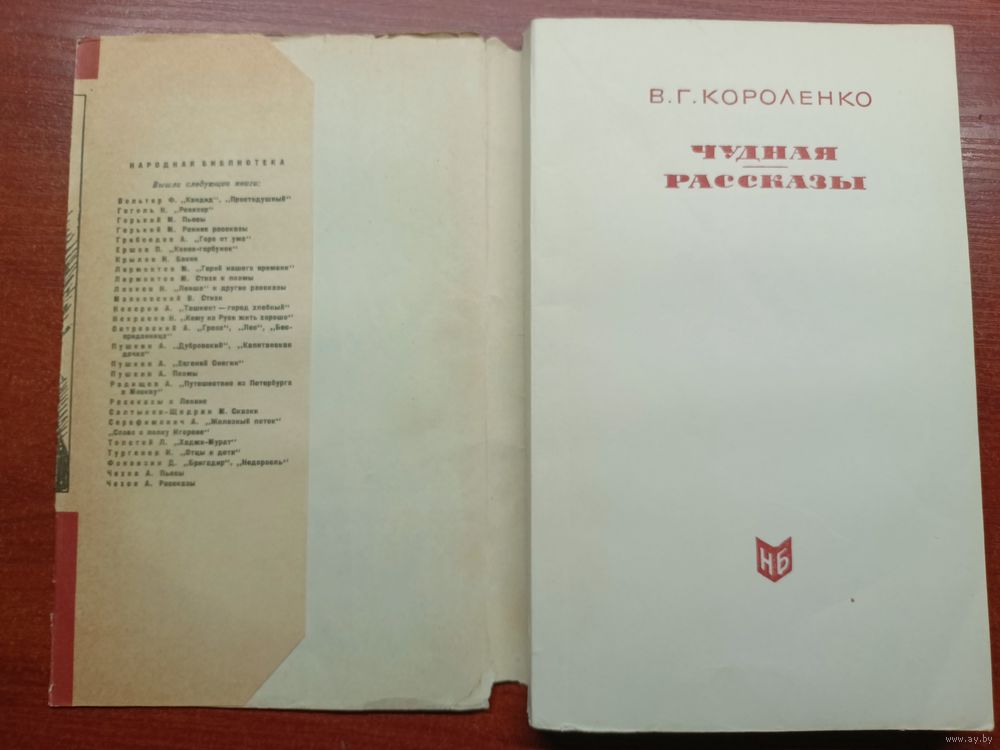 НАРОДНАЯ БИБЛИОТЕКА
Вышли следующие книги:
Вольтер Ф. „Кандид", „Простодушный"
Гоголь Н. „Ревизор"
Горький М. Пьесы
Горький М. Ранние рассказы
Грибоедов А. „Горе от ума"
Ершов П. „Конек-горбунок"
Крылов И. Басни
Лермонтов М. „Герой нашего времени"
Лермонтов М. Стихи и поэмы
Лесков Н. „Левша" и другие рассказы
Маяковский В. Стихи
Неверов А. „Ташкент — город хлебный"
Некрасов Н. „Кому на Руси жить хорошо"
Островский А. „Гроза", „Лес", „Бес-
приданница"
Пушкин А. „Дубровский", „Капитанская
дочка"
Пушкин А. „Евгений Онегин"
Пушкин А. Поэмы
Радищев А. „Путешествие из Петербурга
в Москву"
Рассказы о Ленине
Салтыков-Щедрин М. Сказки
Серафимович А. „Железный поток"
„Слово о полку Игореве"
Толстой Л. „Хаджи-Мурат"
Тургенев И. „Отцы и дети"
Фонвизин Д. „Бригадир", „Недоросль"
Чехов А. Пьесы
Чехов А. Рассказы
В. Г. КОРОЛЕНКО
ЧУДНАЯ
РАССКАЗЫ
НБ
www.ay.by